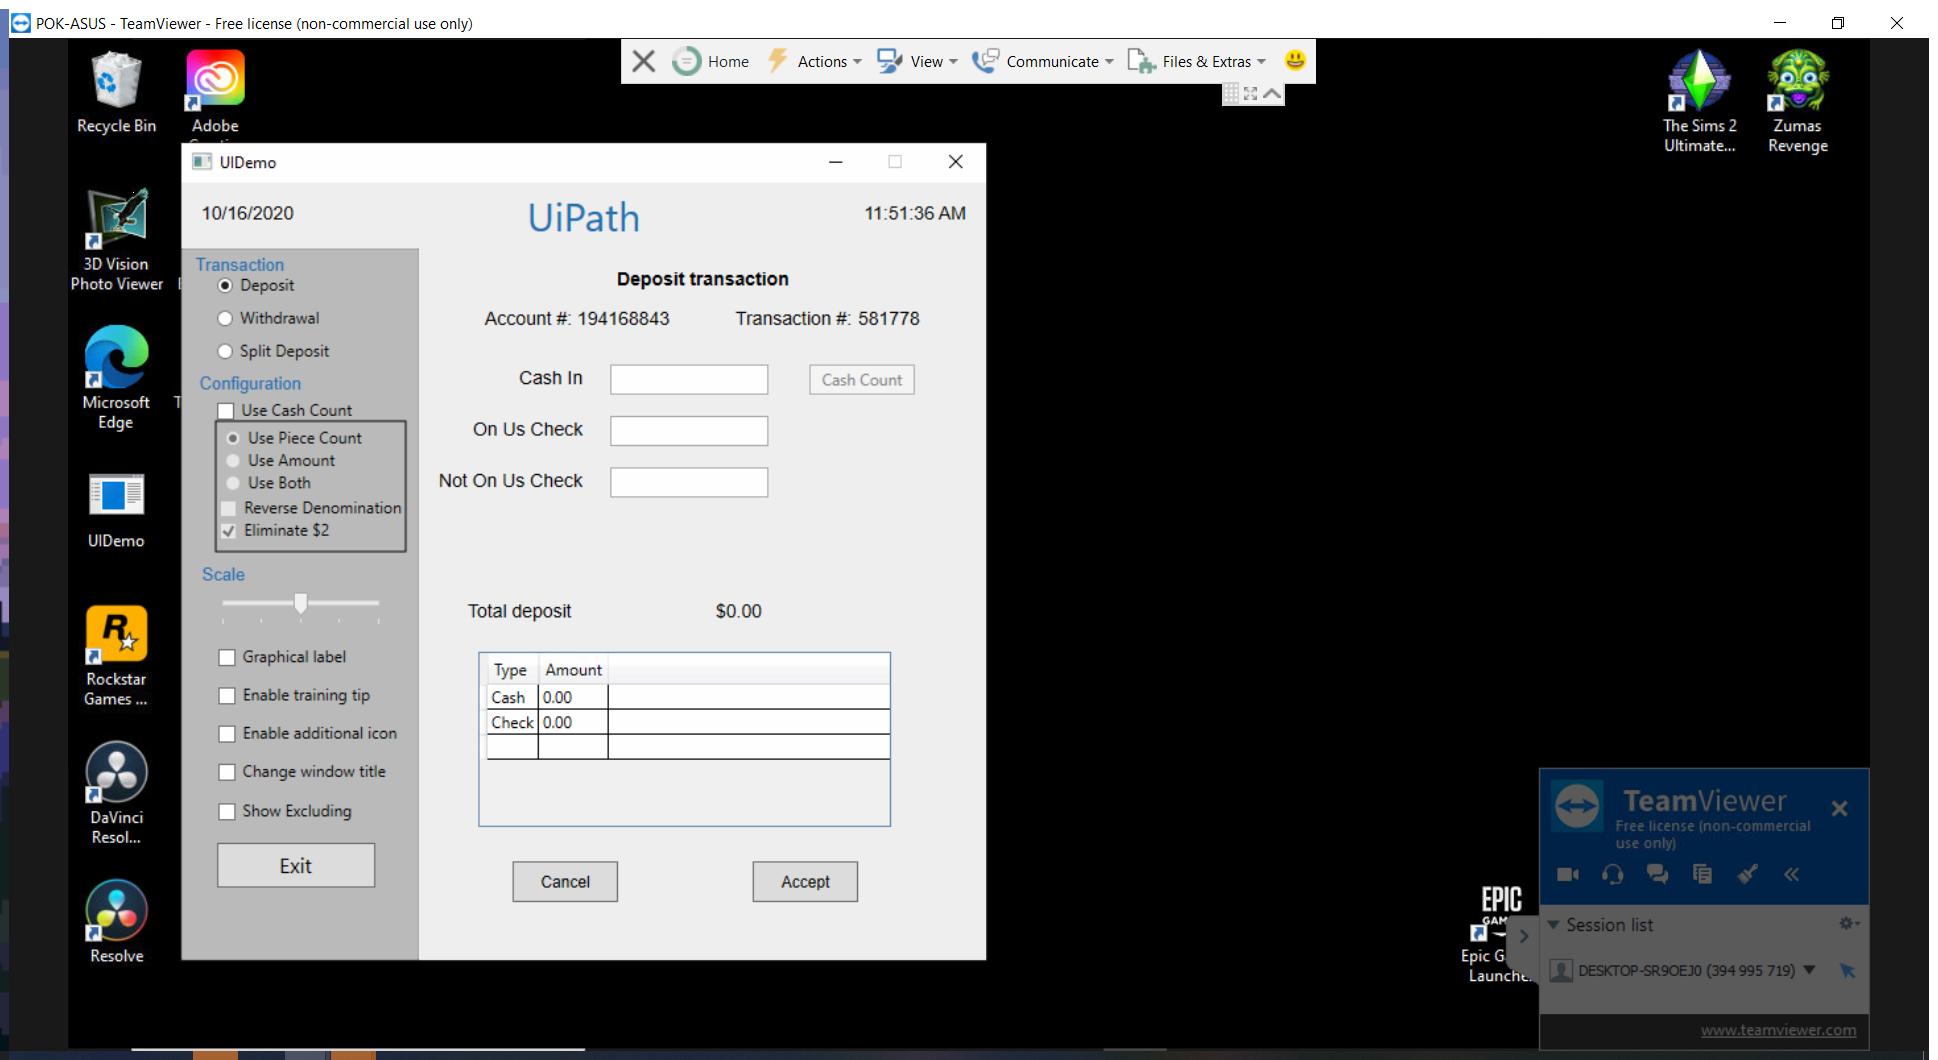 POK-ASUS - TeamViewer - Free license (non-commercial use only)
Home
Actions
View
Communicate
Files & Extras
Recycle Bin
Adobe
The Sims 2
Ultimate...
Zumas
Revenge
3D Vision
Photo Viewer
Microsoft
Edge
UIDemo
Rockstar
Games ...
DaVinci
Resol...
Resolve
UIDemo
10/16/2020
UiPath
11:51:36 AM
Transaction
Deposit
Withdrawal
Split Deposit
Configuration
Use Cash Count
Use Piece Count
Use Amount
Use Both
Reverse Denomination
Eliminate $2
Scale
Graphical label
Enable training tip
Enable additional icon
Change window title
Show Excluding
Exit
Deposit transaction
Account #: 194168843
Transaction #: 581778
Cash In
Cash Count
On Us Check
Not On Us Check
Total deposit
$0.00
Type Amount
Cash 0.00
Check 0.00
Cancel
Accept
EPIC
Epic G
Launche
TeamViewer
Free license (non-commercial
use only)
Session list
DESKTOP-SR9OEJ0 (394 995 719)
www.teamviewer.com